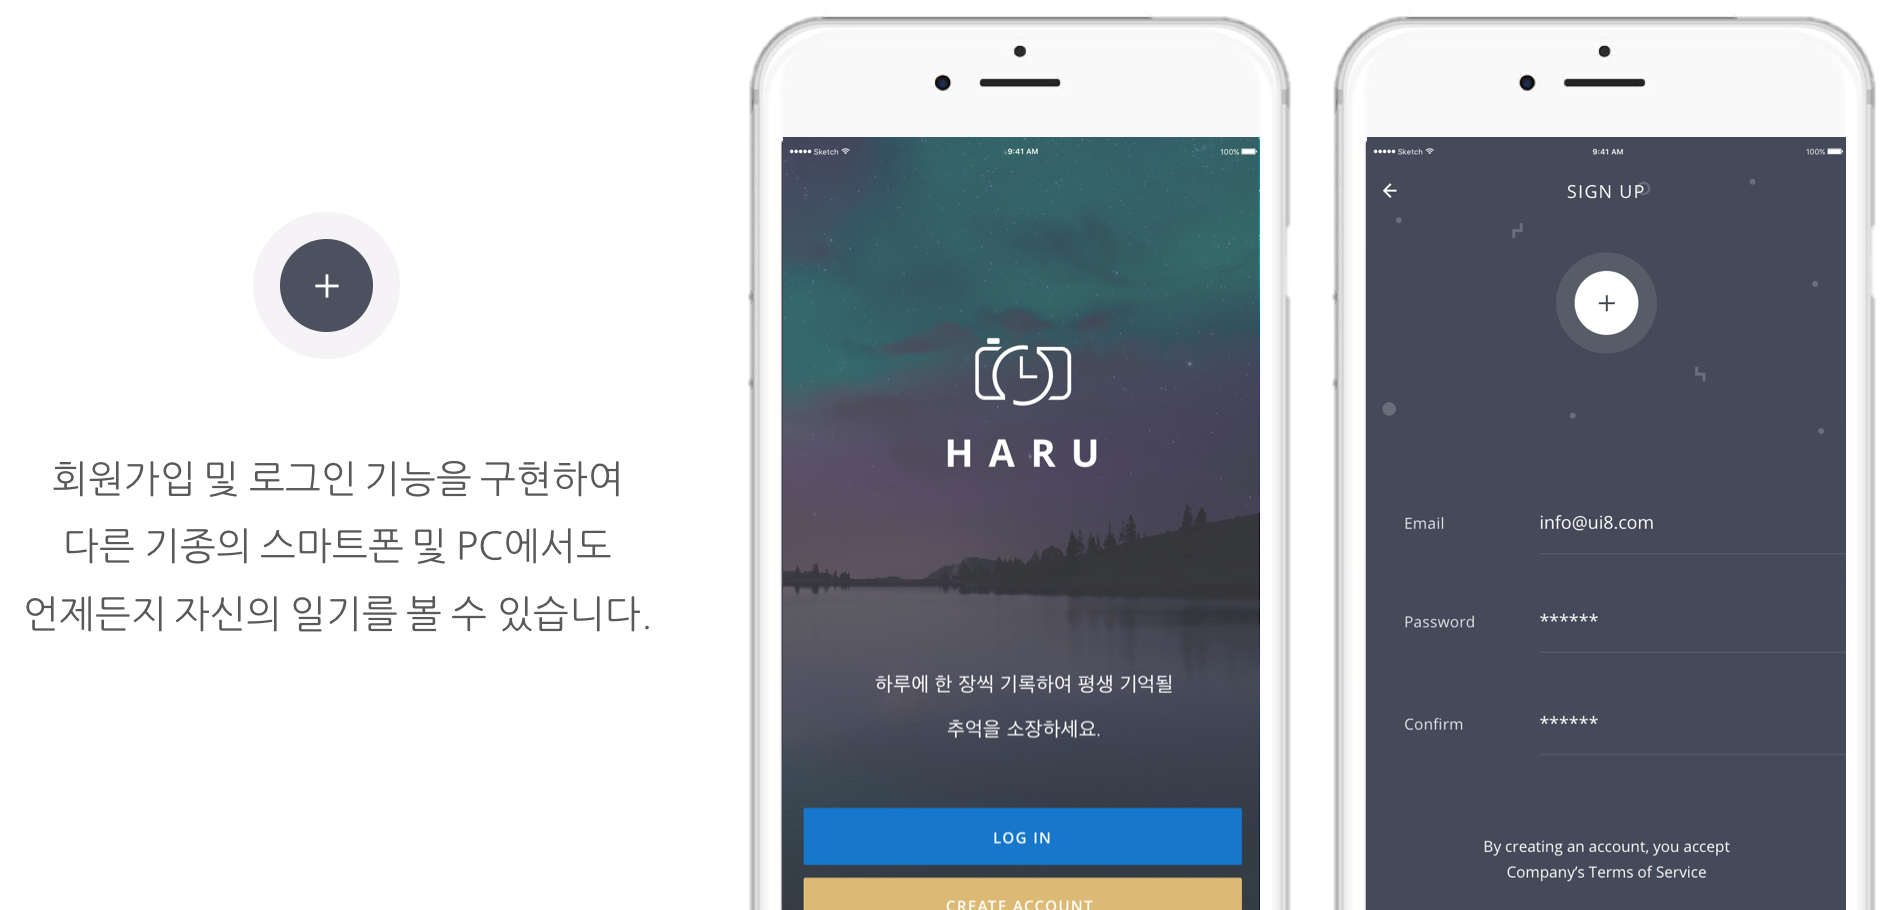 회원가입 및 로그인 기능을 구현하여
다른 기종의 스마트폰 및 PC에서도
언제든지 자신의 일기를 볼 수 있습니다.
Sketch 9:41 AM 100%
HARU
하루에 한 장씩 기록하여 평생 기억될
추억을 소장하세요.
LOG IN
CREATE ACCOUNT
Sketch 9:41 AM 100%
SIGN UP
Email info@ui8.com
Password ******
Confirm ******
By creating an account, you accept
Company's Terms of Service